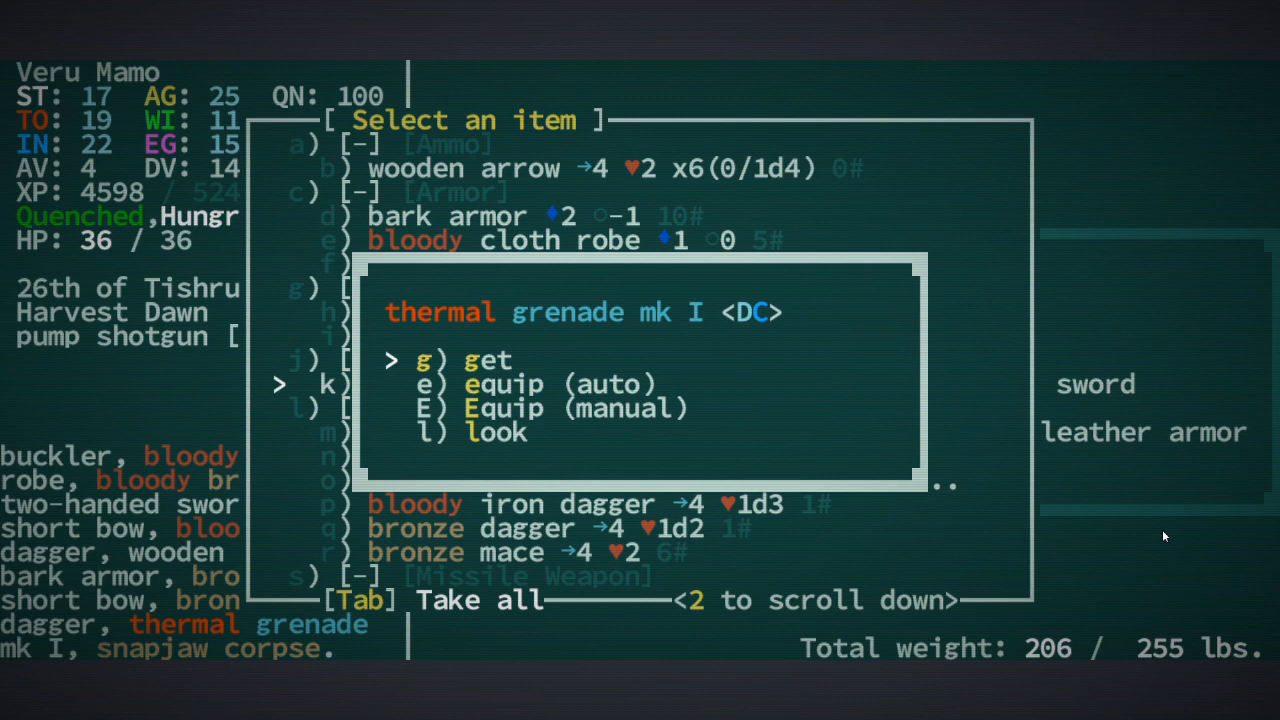 Veru Mamo
ST: 17 AG: 25 QN: 100
TO: 19 WI: 11
IN: 22 EG: 15
AV: 4 DV: 14
XP: 4598 / 524
Quenched,Hungr
HP: 36 / 36
26th of Tishru
Harvest Dawn
pump shotgun [
buckler, bloody
robe, bloody br
two-handed swor
short bow, bloo
dagger, wooden
bark armor, bro
short bow, bron
dagger, thermal grenade
mk I, snapjaw corpse.
[ Select an item ]
a) [-] [Ammo]
b) wooden arrow →4 ♥2 x6(0/1d4) 0#
c) [-] [Armor]
d) bark armor ♦2 ○-1 10#
e) bloody cloth robe ♦1 ○0 5#
f)
g) [
h)
i)
j) [
> k)
l) [
m)
n)
o)
p) bloody iron dagger →4 ♥1d3 1#
q) bronze dagger →4 ♥1d2 1#
r) bronze mace →4 ♥2 6#
s) [-] [Missile Weapon]
[Tab] Take all <2 to scroll down>
thermal grenade mk I <DC>
> g) get
e) equip (auto)
E) Equip (manual)
l) look
..
sword
leather armor
Total weight: 206 / 255 lbs.